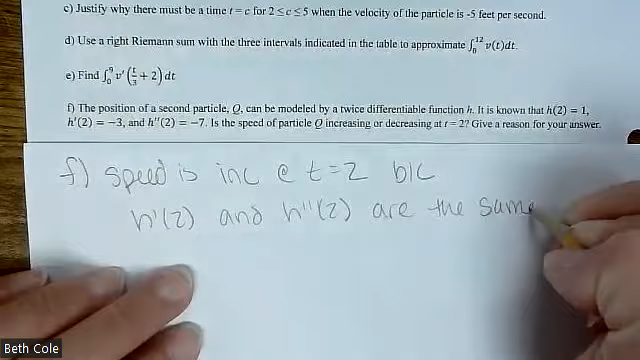 c) Justify why there must be a time t = c for 2 ≤ c ≤ 5 when the velocity of the particle is -5 feet per second.
d) Use a right Riemann sum with the three intervals indicated in the table to approximate ∫₀¹² v(t)dt.
e) Find ∫₀⁹ v′(t/3 + 2) dt
f) The position of a second particle, Q, can be modeled by a twice differentiable function h. It is known that h(2) = 1,
h′(2) = −3, and h″(2) = −7. Is the speed of particle Q increasing or decreasing at t = 2? Give a reason for your answer.
f) speed is inc @ t=2 b/c
h'(2) and h''(2) are the same
Beth Cole